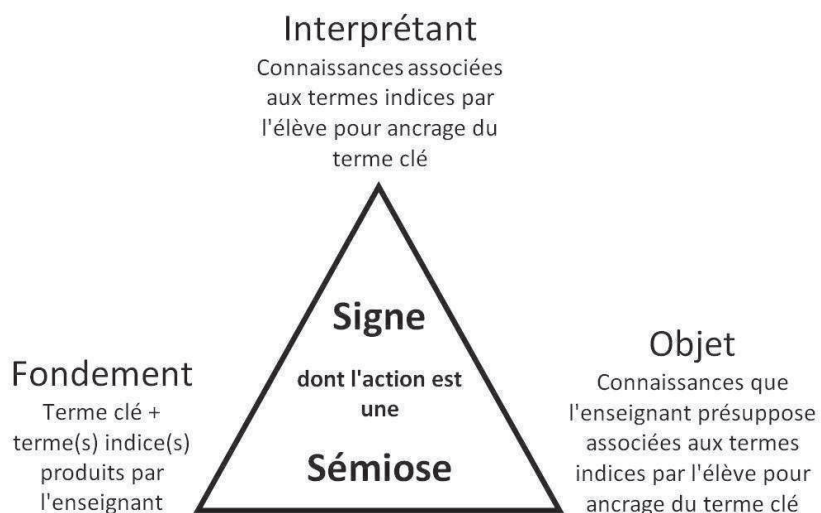 Interprétant
Connaissances associées
aux termes indices par
l'élève pour ancrage du
terme clé
Signe
dont l'action est
une
Sémiose
Fondement
Terme clé +
terme(s) indice(s)
produits par
l'enseignant
Objet
Connaissances que
l'enseignant présuppose
associées aux termes
indices par l'élève pour
ancrage du terme clé